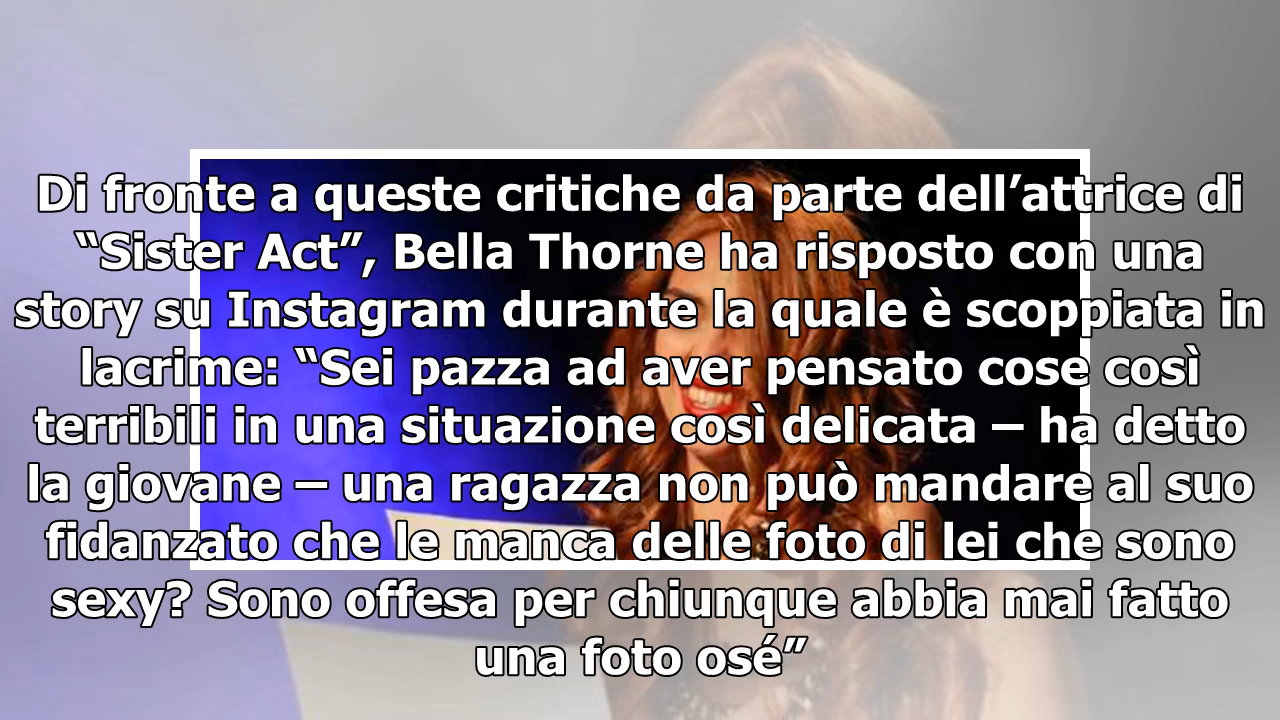 Di fronte a queste critiche da parte dell’attrice di
“Sister Act”, Bella Thorne ha risposto con una
story su Instagram durante la quale è scoppiata in
lacrime: “Sei pazza ad aver pensato cose così
terribili in una situazione così delicata – ha detto
la giovane – una ragazza non può mandare al suo
fidanzato che le manca delle foto di lei che sono
sexy? Sono offesa per chiunque abbia mai fatto
una foto osé”